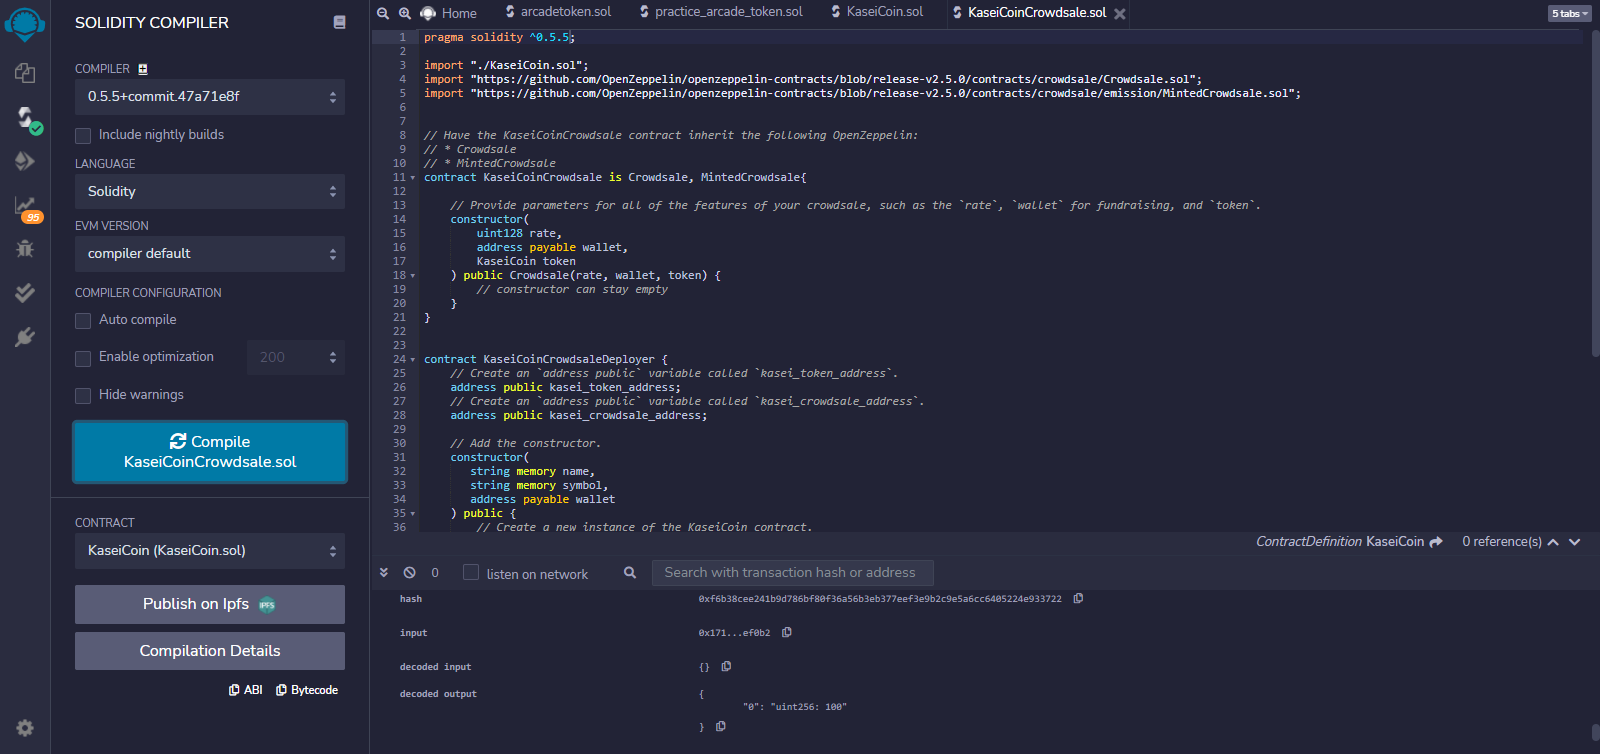 SOLIDITY COMPILER
COMPILER
0.5.5+commit.47a71e8f
Include nightly builds
LANGUAGE
Solidity
EVM VERSION
compiler default
COMPILER CONFIGURATION
Auto compile
Enable optimization
200
Hide warnings
Compile
KaseiCoinCrowdsale.sol
CONTRACT
KaseiCoin (KaseiCoin.sol)
Publish on Ipfs
IPFS
Compilation Details
ABI Bytecode
95
Home arcadetoken.sol practice_arcade_token.sol KaseiCoin.sol KaseiCoinCrowdsale.sol
5 tabs
1 pragma solidity ^0.5.5;
2
3 import "./KaseiCoin.sol";
4 import "https://github.com/OpenZeppelin/openzeppelin-contracts/blob/release-v2.5.0/contracts/crowdsale/Crowdsale.sol";
5 import "https://github.com/OpenZeppelin/openzeppelin-contracts/blob/release-v2.5.0/contracts/crowdsale/emission/MintedCrowdsale.sol";
6
7
8 // Have the KaseiCoinCrowdsale contract inherit the following OpenZeppelin:
9 // * Crowdsale
10 // * MintedCrowdsale
11 contract KaseiCoinCrowdsale is Crowdsale, MintedCrowdsale{
12
13 // Provide parameters for all of the features of your crowdsale, such as the `rate`, `wallet` for fundraising, and `token`.
14 constructor(
15 uint128 rate,
16 address payable wallet,
17 KaseiCoin token
18 ) public Crowdsale(rate, wallet, token) {
19 // constructor can stay empty
20 }
21 }
22
23
24 contract KaseiCoinCrowdsaleDeployer {
25 // Create an `address public` variable called `kasei_token_address`.
26 address public kasei_token_address;
27 // Create an `address public` variable called `kasei_crowdsale_address`.
28 address public kasei_crowdsale_address;
29
30 // Add the constructor.
31 constructor(
32 string memory name,
33 string memory symbol,
34 address payable wallet
35 ) public {
36 // Create a new instance of the KaseiCoin contract.
ContractDefinition KaseiCoin 0 reference(s)
0 listen on network Search with transaction hash or address
hash 0xf6b38cee241b9d786bf80f36a56b3eb377eef3e9b2c9e5a6cc6405224e933722
input 0x171...ef0b2
decoded input {}
decoded output {
"0": "uint256: 100"
}